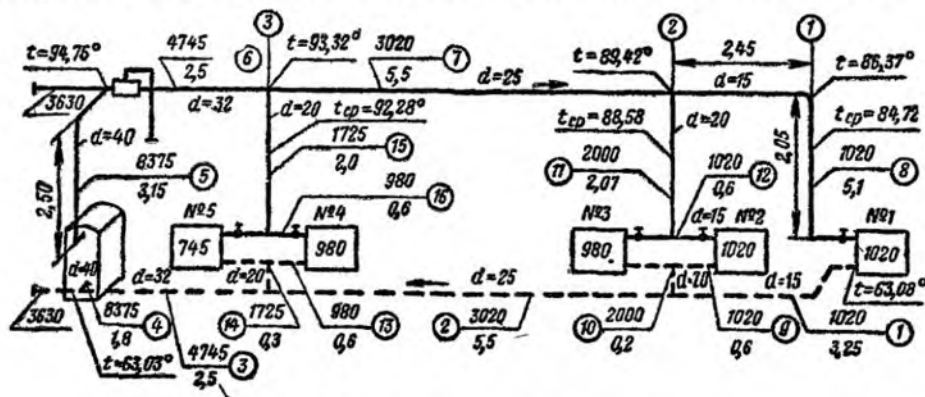 ③ ② ①
t=94,76° 4745 ⑥ t=93,32° 3020 ⑦ t=89,42° 2,45 t=86,37°
2,5 5,5
3630 d=32 d=20 d=25 d=15
d=40 tср=92,28° tср=88,58 d=20 tср=84,72
2,50 8375 ⑤ 1725 ⑮ 2000 1020 2,05 1020 ⑧
3,15 2,0 ⑪ 2,07 ⑫ 0,6 5,1
980 ⑯
0,6
№5 №4 №3 d=15 №2 №1
745 980 980 1020 1020
d=40 d=32 d=20 d=25 d=20 d=15 t=63,08°
3630 8375 ④ ⑭ 1725 980 ⑬ ② 3020 ⑩ 2000 1020 ⑨ 1020 ①
1,8 0,3 0,6 5,5 0,2 0,6 3,25
t=63,03° 4745 ③
2,5